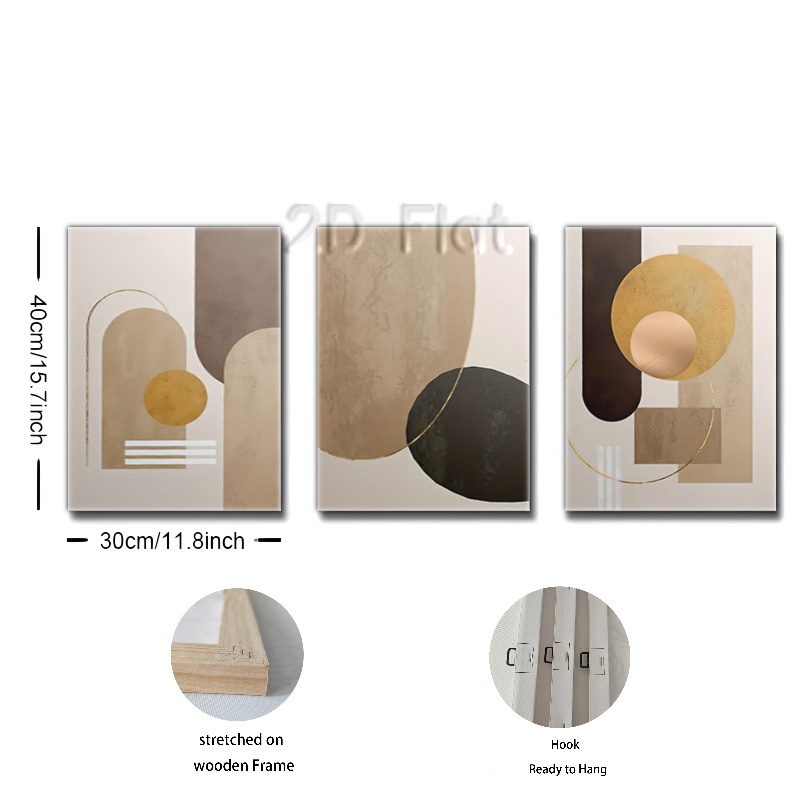 2D Flat
40cm/15.7inch
30cm/11.8inch
stretched on
wooden Frame
Hook
Ready to Hang